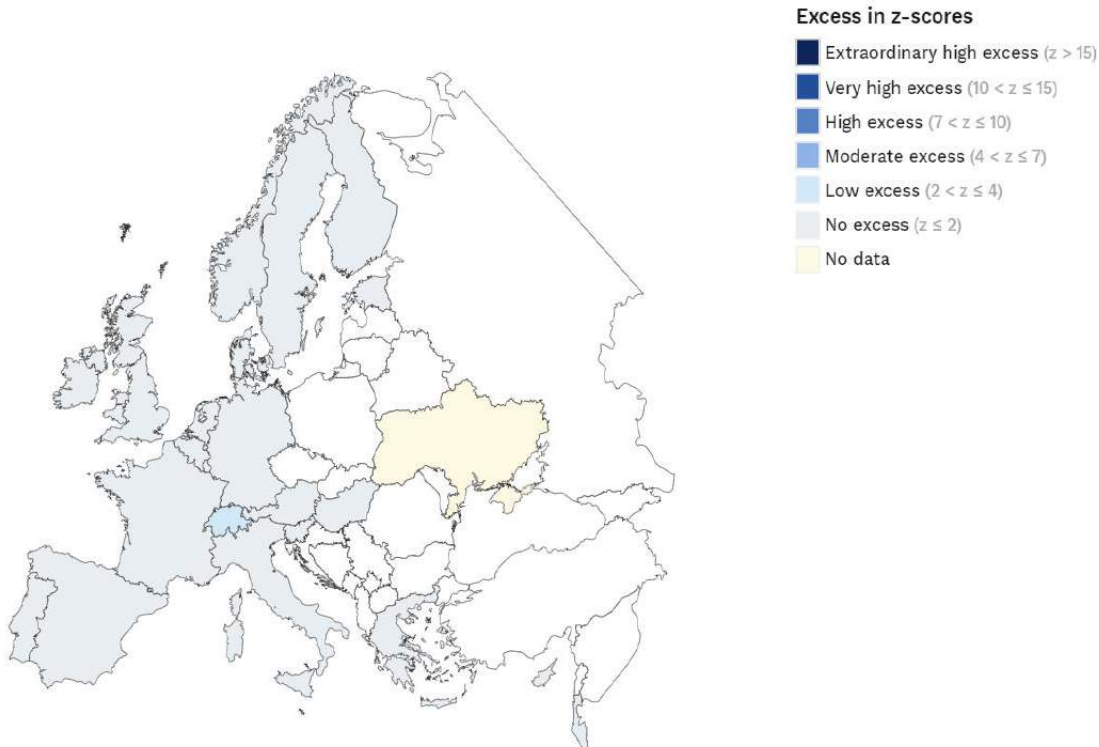 Excess in z-scores
Extraordinary high excess (z > 15)
Very high excess (10 < z ≤ 15)
High excess (7 < z ≤ 10)
Moderate excess (4 < z ≤ 7)
Low excess (2 < z ≤ 4)
No excess (z ≤ 2)
No data